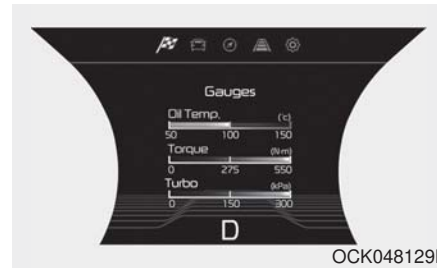 Gauges
Oil Temp. (°c)
50 100 150
Torque (N m)
0 275 550
Turbo (kPa)
0 150 300
D
OCK048129